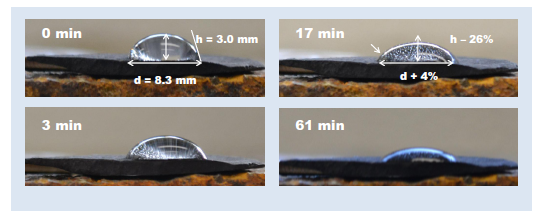 0 min
h = 3.0 mm
d = 8.3 mm
17 min
h – 26%
d + 4%
3 min
61 min